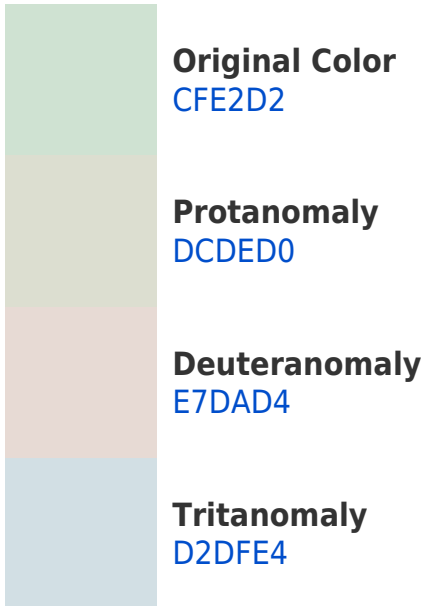 Original Color
CFE2D2
Protanomaly
DCDED0
Deuteranomaly
E7DAD4
Tritanomaly
D2DFE4